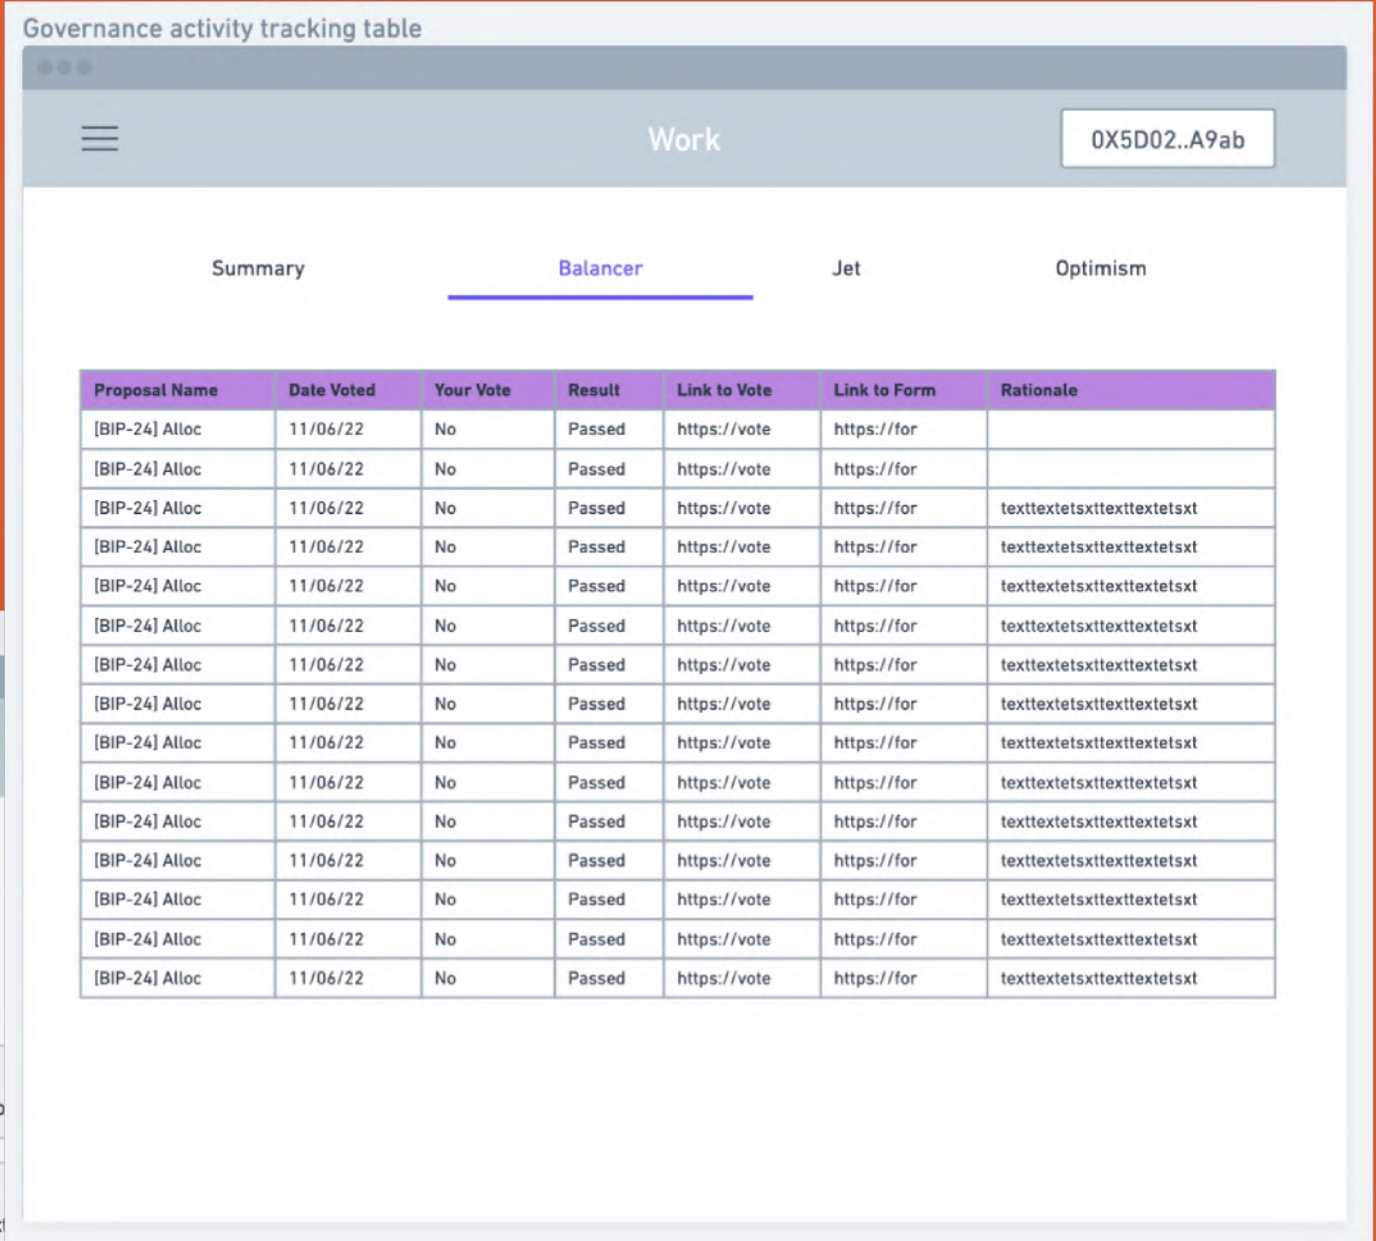 Governance activity tracking table
Work
0X5D02..A9ab
Summary Balancer Jet Optimism
Proposal Name Date Voted Your Vote Result Link to Vote Link to Form Rationale
[BIP-24] Alloc 11/06/22 No Passed https://vote https://for
[BIP-24] Alloc 11/06/22 No Passed https://vote https://for
[BIP-24] Alloc 11/06/22 No Passed https://vote https://for texttextetsxttexttextetsxt
[BIP-24] Alloc 11/06/22 No Passed https://vote https://for texttextetsxttexttextetsxt
[BIP-24] Alloc 11/06/22 No Passed https://vote https://for texttextetsxttexttextetsxt
[BIP-24] Alloc 11/06/22 No Passed https://vote https://for texttextetsxttexttextetsxt
[BIP-24] Alloc 11/06/22 No Passed https://vote https://for texttextetsxttexttextetsxt
[BIP-24] Alloc 11/06/22 No Passed https://vote https://for texttextetsxttexttextetsxt
[BIP-24] Alloc 11/06/22 No Passed https://vote https://for texttextetsxttexttextetsxt
[BIP-24] Alloc 11/06/22 No Passed https://vote https://for texttextetsxttexttextetsxt
[BIP-24] Alloc 11/06/22 No Passed https://vote https://for texttextetsxttexttextetsxt
[BIP-24] Alloc 11/06/22 No Passed https://vote https://for texttextetsxttexttextetsxt
[BIP-24] Alloc 11/06/22 No Passed https://vote https://for texttextetsxttexttextetsxt
[BIP-24] Alloc 11/06/22 No Passed https://vote https://for texttextetsxttexttextetsxt
[BIP-24] Alloc 11/06/22 No Passed https://vote https://for texttextetsxttexttextetsxt